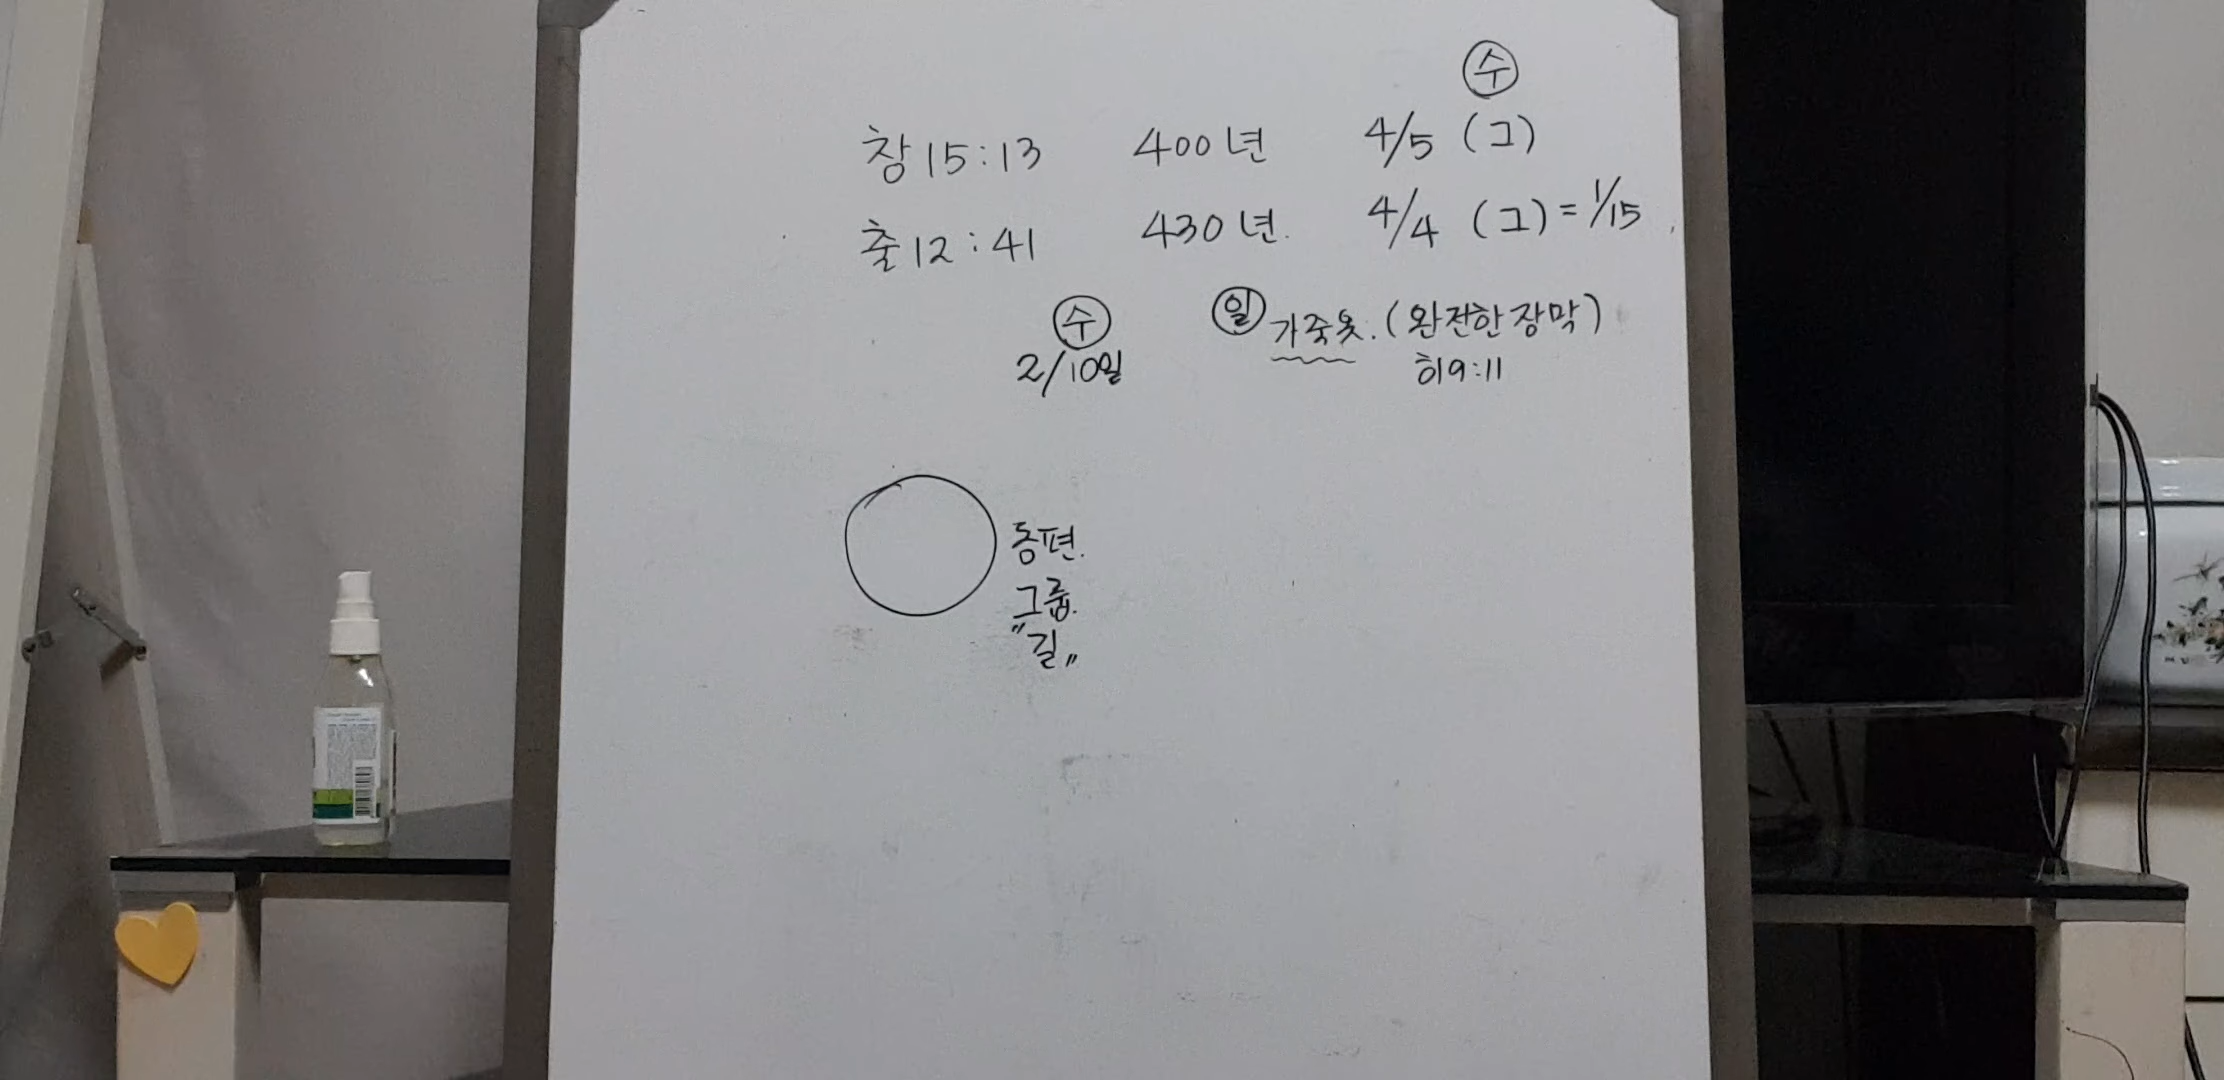 수
창15:13 400년 4/5 (그)
출12:41 430년. 4/4 (그)=1/15
수
2/10일
일 가죽옷. (완전한 장막)
히9:11
동편.
그룹.
"길"